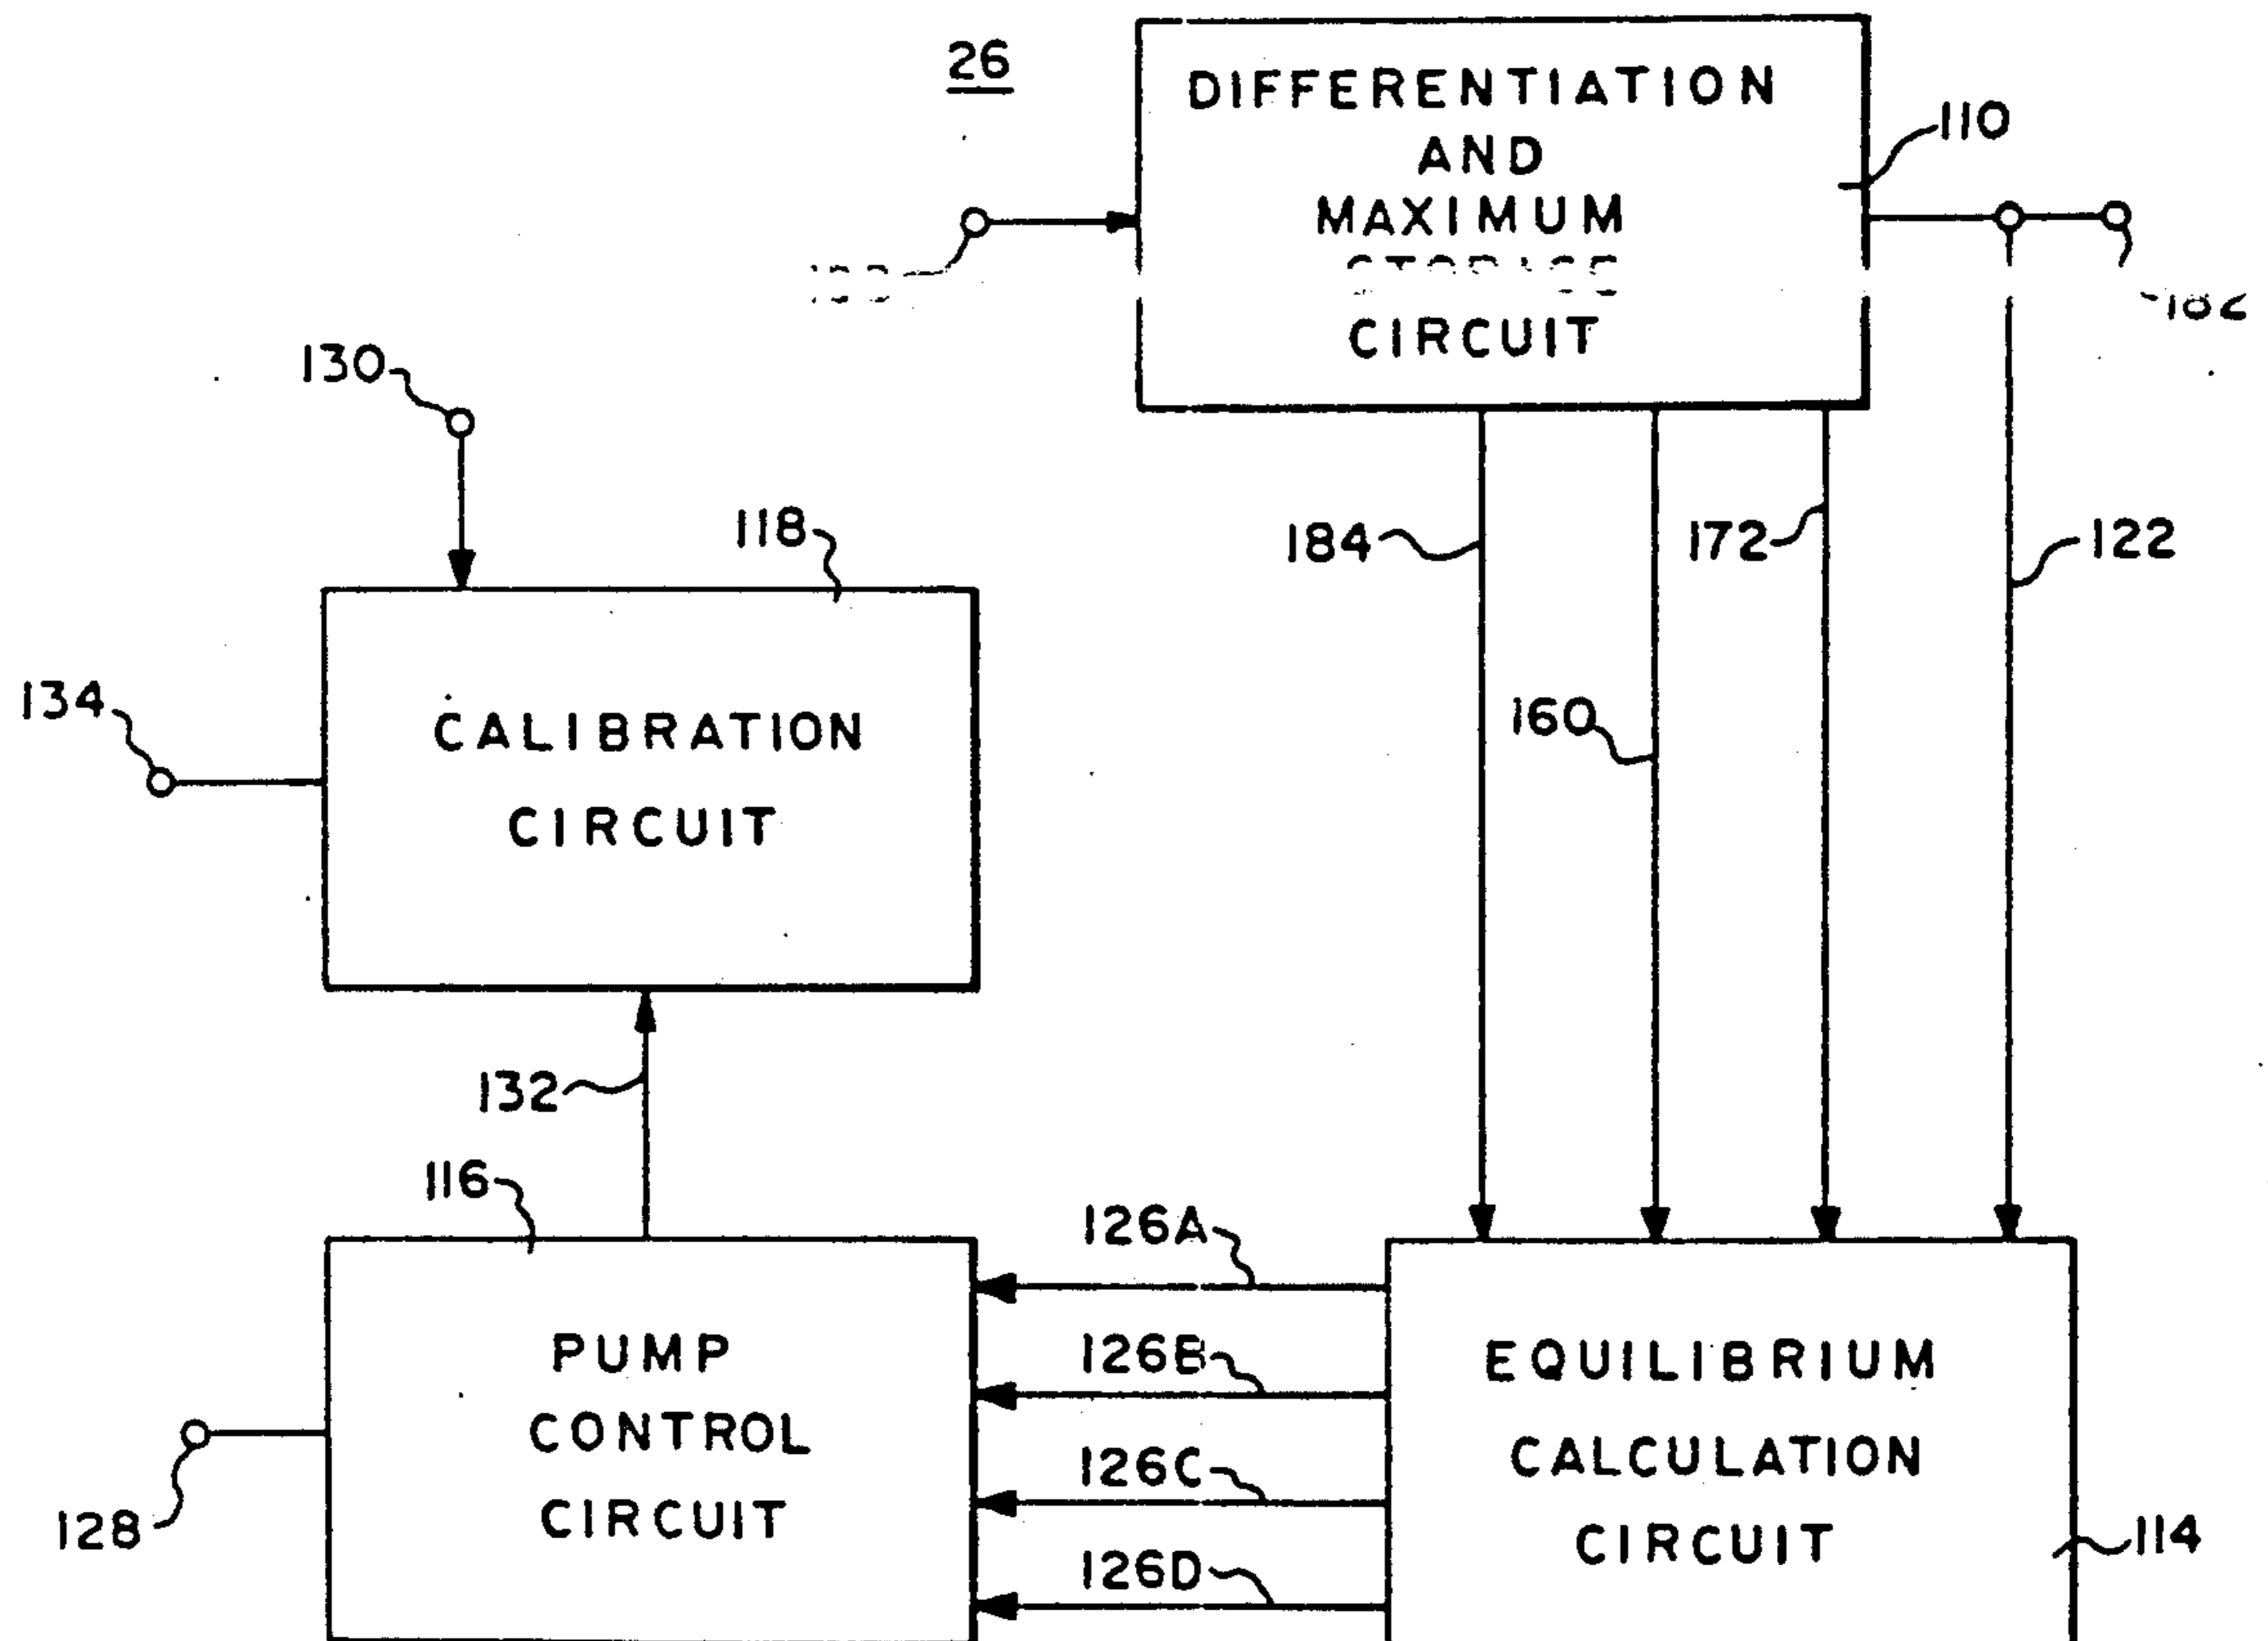 26
DIFFERENTIATION
AND
MAXIMUM
CIRCUIT
110
130
118
184
172
122
134
CALIBRATION
CIRCUIT
160
132
116
126A
126B
126C
126D
PUMP
CONTROL
CIRCUIT
EQUILIBRIUM
CALCULATION
CIRCUIT
128
114